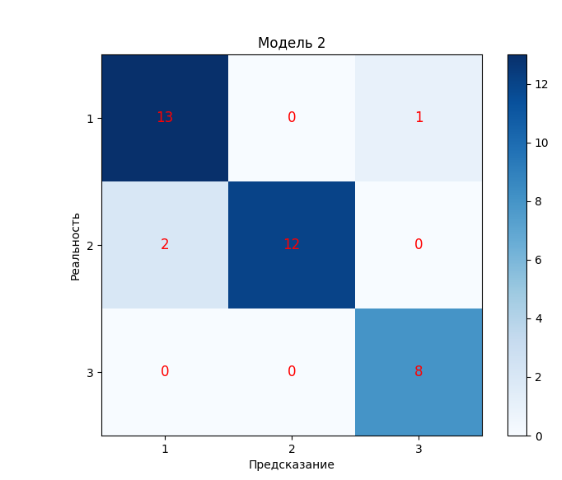 Модель 2
1 13 0 1
2 2 12 0
3 0 0 8
1 2 3
Реальность
Предсказание
12
10
8
6
4
2
0